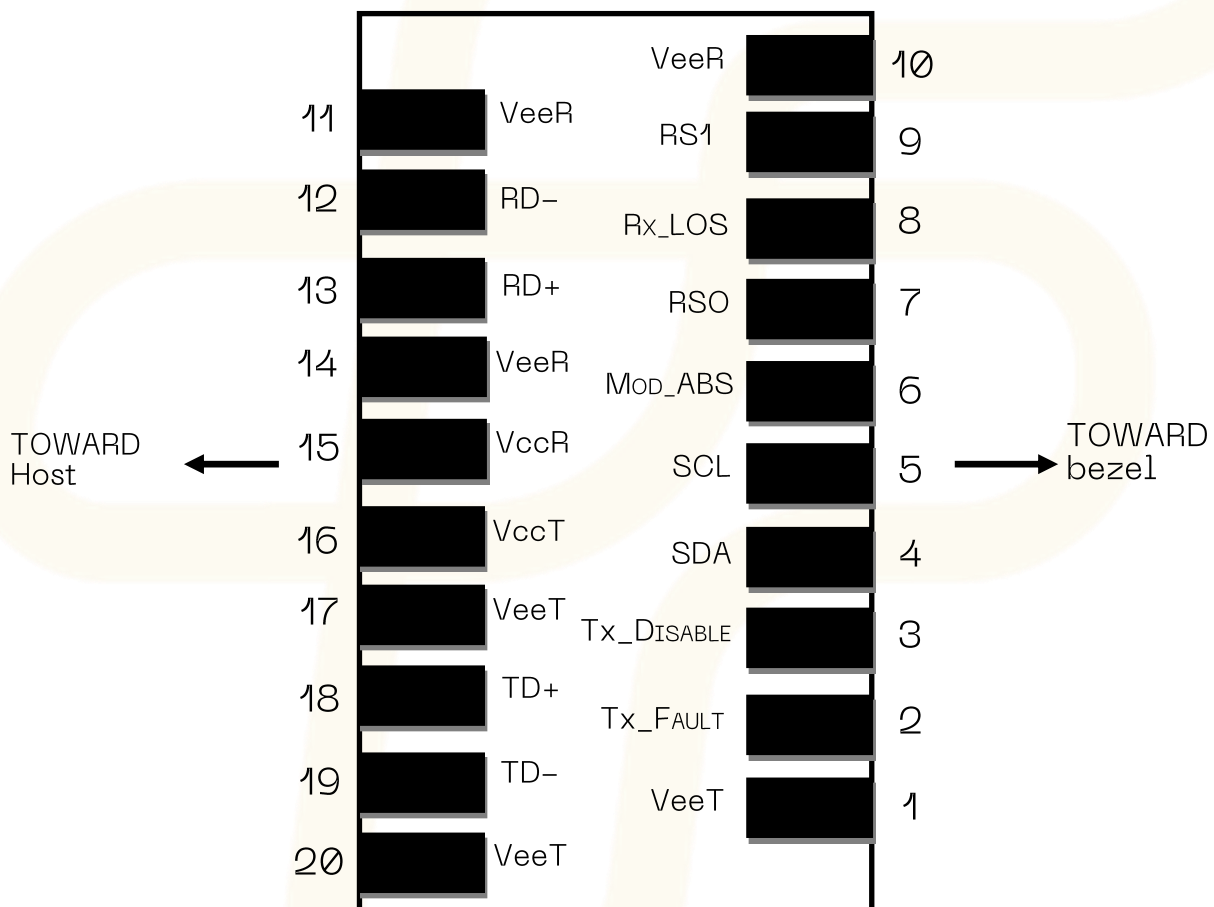 VeeR
10
11
VeeR
RS1
9
12
RD-
Rx_LOS
8
13
RD+
RSO
7
14
VeeR
Mod_ABS
6
TOWARD
Host
15
VccR
SCL
5
TOWARD
bezel
16
VccT
SDA
4
17
VeeT
Tx_Disable
3
18
TD+
Tx_Fault
2
19
TD-
VeeT
1
20
VeeT